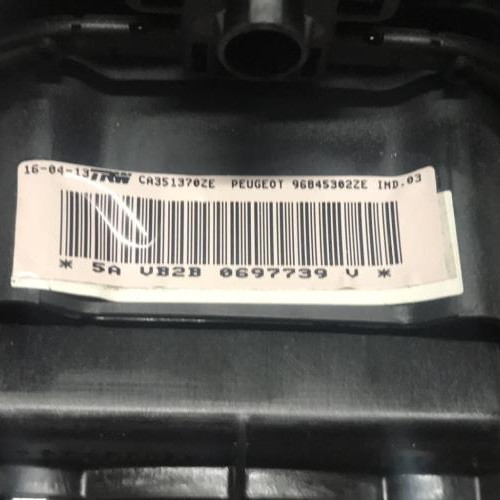 16-04-13 TRW CA351370ZE PEUGEOT 96845302ZE IND.03
* 5A VB2B 0697739 V *